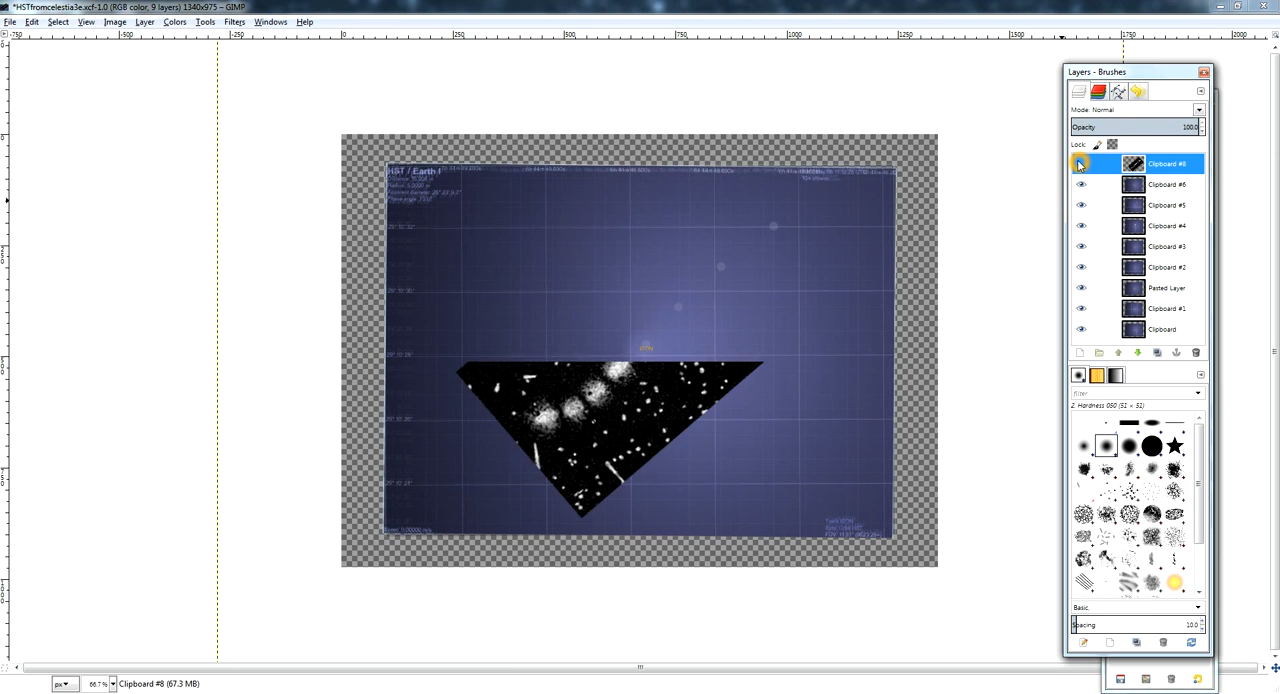 *HSTfromcelestia3e.xcf-1.0 (RGB color, 9 layers) 1340x975 – GIMP
File Edit Select View Image Layer Colors Tools Filters Windows Help
-750 -500 -250 0 250 500 750 1000 1250 1500 1750 2000
Layers - Brushes
Mode: Normal
Opacity 100.0
Lock:
Clipboard #8
Clipboard #6
Clipboard #5
Clipboard #4
Clipboard #3
Clipboard #2
Pasted Layer
Clipboard #1
Clipboard
filter
2. Hardness 050 (51 × 51)
Basic,
Spacing 10.0
HST / Earth
ISON
px 66.7 % Clipboard #8 (67.3 MB)